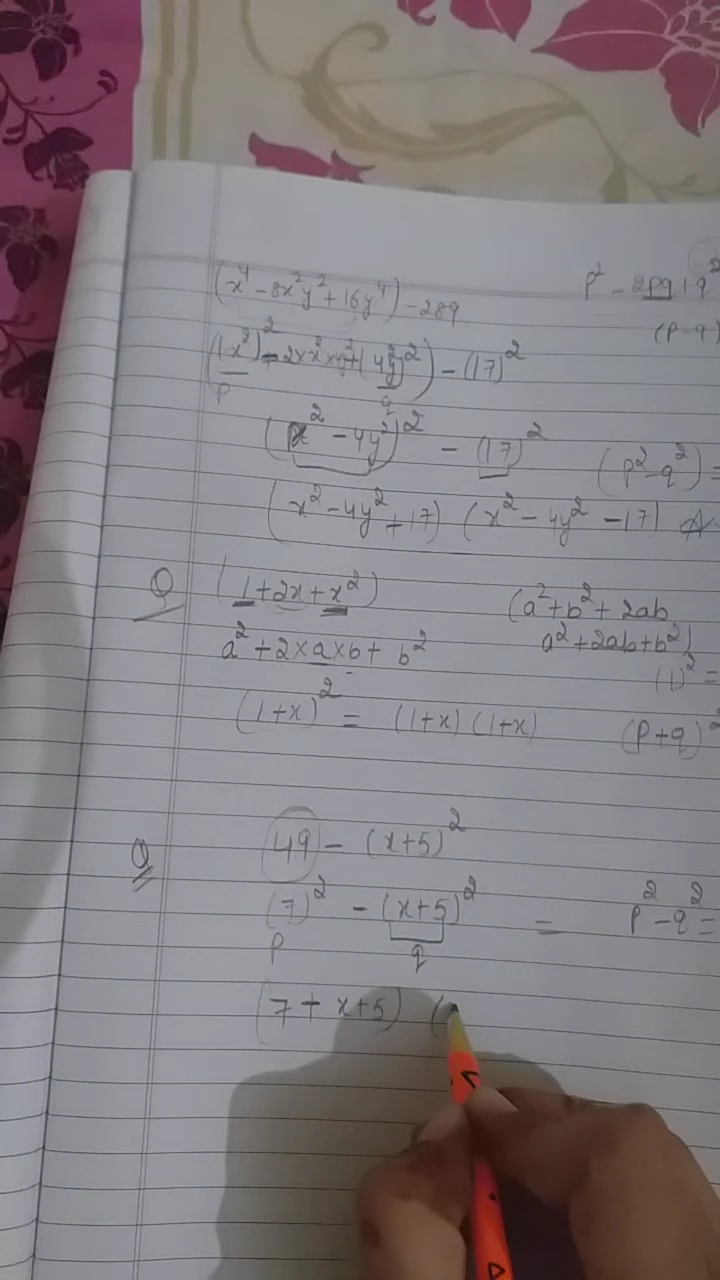 (x⁴ - 8x²y² + 16y⁴) - 289
p² - 2pq + q²
(p - q)
((x²)² - 2 × x² × 4y² + (4y²)²) - (17)²
p q
(x² - 4y²)² - (17)²
(p² - q²) =
(x² - 4y² + 17) (x² - 4y² - 17)
Q (1 + 2x + x²)
(a² + b² + 2ab
a² + 2 × a × b + b²
a² + 2ab + b²)
(1)² =
(1 + x)² = (1 + x) (1 + x)
(p + q)²
Q 49 - (x + 5)²
(7)² - (x + 5)² = p² - q² =
p q
(7 + x + 5) (